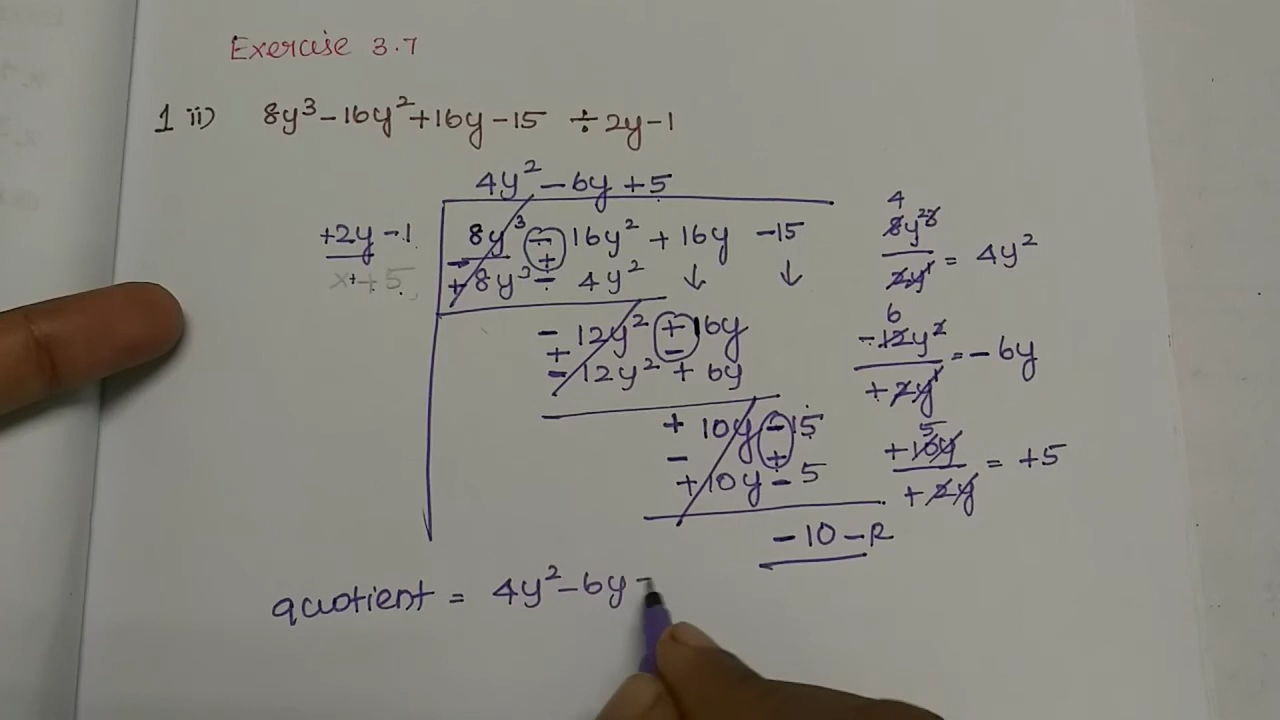 Exercise 3.7
1 ii) 8y³ - 16y² + 16y - 15 ÷ 2y - 1
4y² - 6y + 5
+2y - 1
8y³ - 16y² + 16y - 15
- +
+8y³ - 4y² ↓ ↓
- 12y² + 16y
+ -
- 12y² + 6y
+ 10y - 15
- +
+10y - 5
- 10 - R
8y³/2y = 4y²
4
-12y²/+2y = -6y
6
+10y/+2y = +5
5
quotient = 4y² - 6y